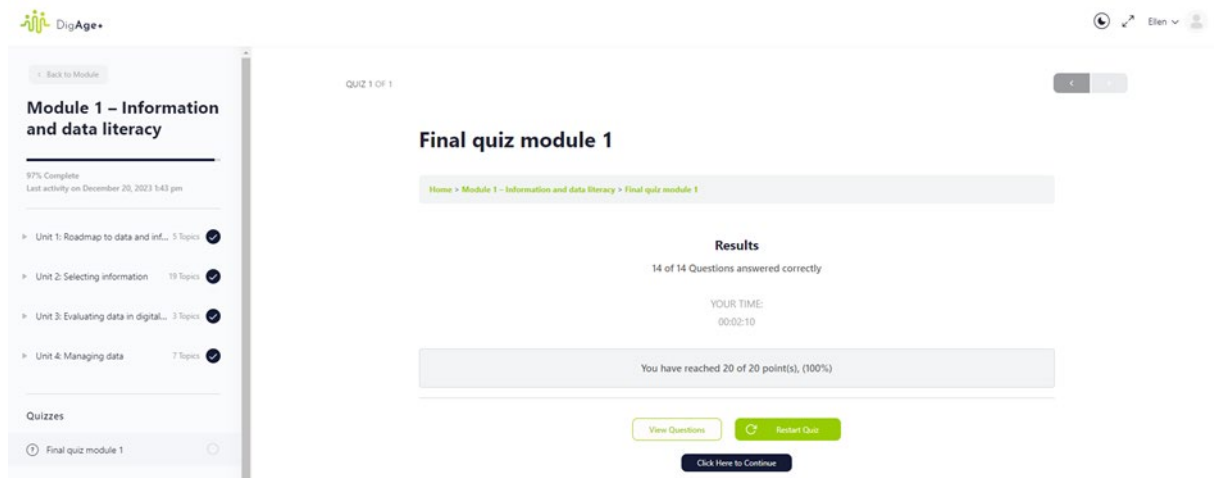 DigAge+
Ellen
< Back to Module
Module 1 – Information
and data literacy
97% Complete
Last activity on December 20, 2023 1:43 pm
Unit 1: Roadmap to data and inf... 5 Topics
Unit 2: Selecting information 19 Topics
Unit 3: Evaluating data in digital... 3 Topics
Unit 4: Managing data 7 Topics
Quizzes
Final quiz module 1
QUIZ 1 OF 1
Final quiz module 1
Home > Module 1 – Information and data literacy > Final quiz module 1
Results
14 of 14 Questions answered correctly
YOUR TIME:
00:02:10
You have reached 20 of 20 point(s), (100%)
View Questions
Restart Quiz
Click Here to Continue